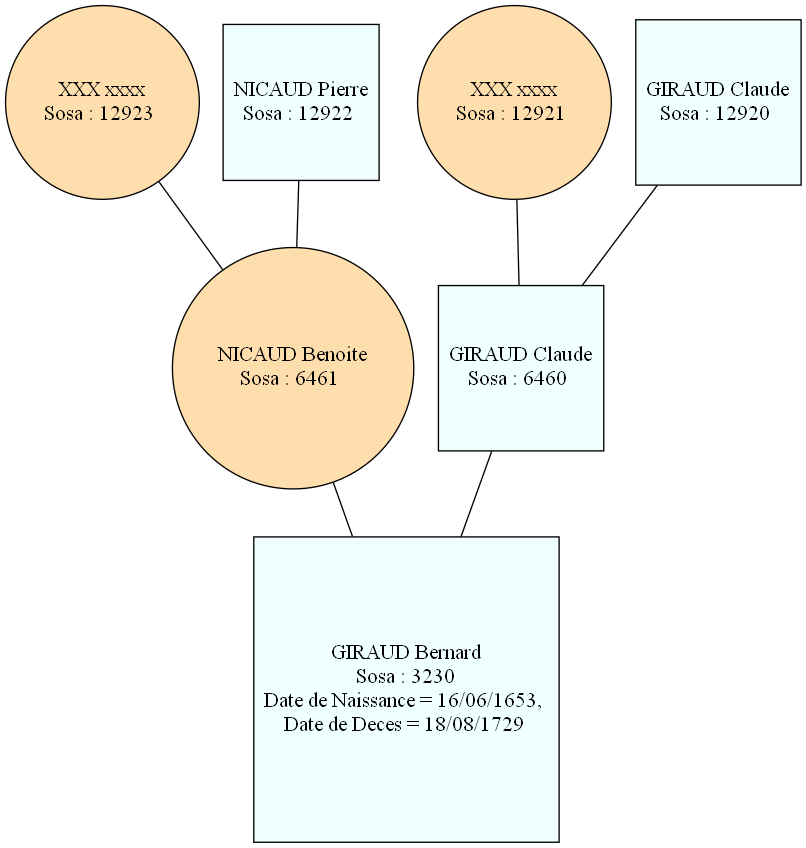 XXX xxxx
Sosa : 12923
NICAUD Pierre
Sosa : 12922
XXX xxxx
Sosa : 12921
GIRAUD Claude
Sosa : 12920
NICAUD Benoite
Sosa : 6461
GIRAUD Claude
Sosa : 6460
GIRAUD Bernard
Sosa : 3230
Date de Naissance = 16/06/1653,
Date de Deces = 18/08/1729